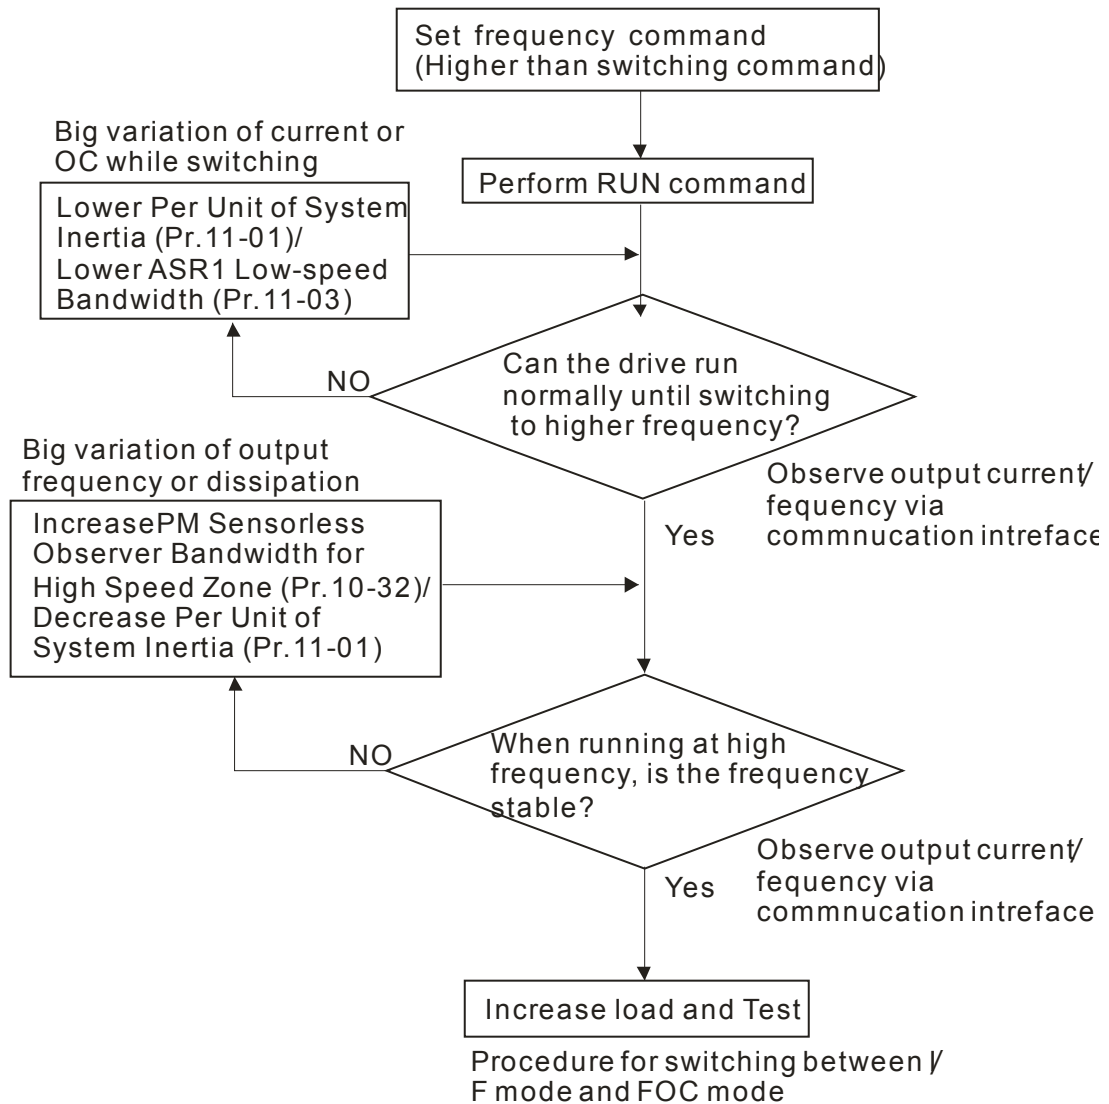 Set frequency command
(Higher than switching command)
Big variation of current or
OC while switching
Perform RUN command
Lower Per Unit of System
Inertia (Pr.11-01)/
Lower ASR1 Low-speed
Bandwidth (Pr.11-03)
Can the drive run
normally until switching
to higher frequency?
NO
Big variation of output
frequency or dissipation
Observe output current/
fequency via
commnucation intreface
Yes
IncreasePM Sensorless
Observer Bandwidth for
High Speed Zone (Pr.10-32)/
Decrease Per Unit of
System Inertia (Pr.11-01)
When running at high
frequency, is the frequency
stable?
NO
Observe output current/
fequency via
commnucation intreface
Yes
Increase load and Test
Procedure for switching between I/
F mode and FOC mode